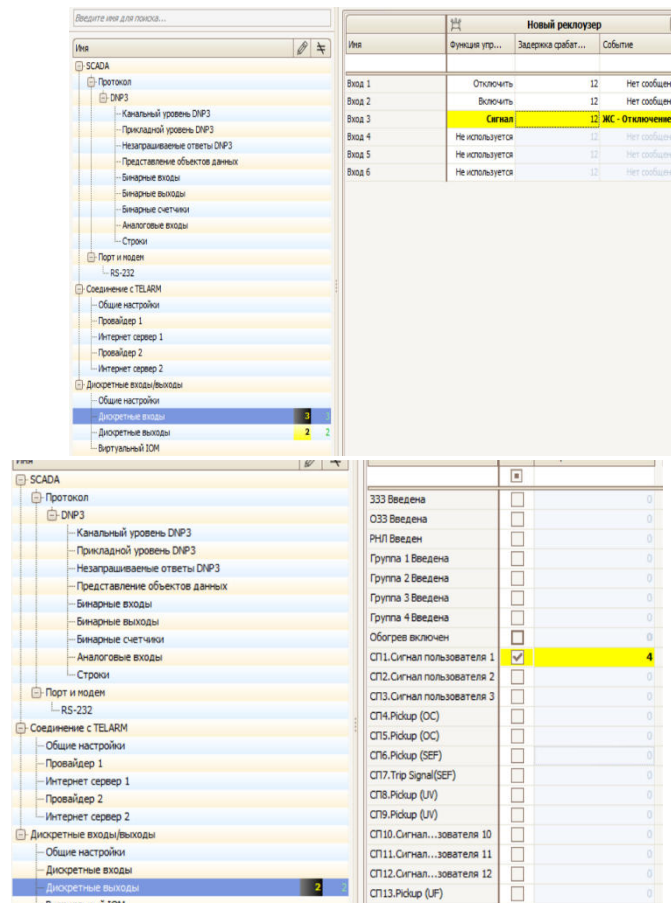 Введите имя для поиска...
Имя
SCADA
Протокол
DNP3
Канальный уровень DNP3
Прикладной уровень DNP3
Незапрашиваемые ответы DNP3
Представление объектов данных
Бинарные входы
Бинарные выходы
Бинарные счетчики
Аналоговые входы
Строки
Порт и модем
RS-232
Соединение с TELARM
Общие настройки
Провайдер 1
Интернет сервер 1
Провайдер 2
Интернет сервер 2
Дискретные входы/выходы
Общие настройки
Дискретные входы 3 3
Дискретные выходы 2 2
Виртуальный IOM
Новый реклоузер
Имя Функция упр... Задержка срабат... Событие
Вход 1 Отключить 12 Нет сообщен
Вход 2 Включить 12 Нет сообщен
Вход 3 Сигнал 12 ЖС - Отключение
Вход 4 Не используется 12 Нет сообщен
Вход 5 Не используется 12 Нет сообщен
Вход 6 Не используется 12 Нет сообщен
Имя
SCADA
Протокол
DNP3
Канальный уровень DNP3
Прикладной уровень DNP3
Незапрашиваемые ответы DNP3
Представление объектов данных
Бинарные входы
Бинарные выходы
Бинарные счетчики
Аналоговые входы
Строки
Порт и модем
RS-232
Соединение с TELARM
Общие настройки
Провайдер 1
Интернет сервер 1
Провайдер 2
Интернет сервер 2
Дискретные входы/выходы
Общие настройки
Дискретные входы
Дискретные выходы 2 2
ЗЗЗ Введена 0
ОЗЗ Введена 0
РНЛ Введен 0
Группа 1 Введена 0
Группа 2 Введена 0
Группа 3 Введена 0
Группа 4 Введена 0
Обогрев включен 0
СП1.Сигнал пользователя 1 4
СП2.Сигнал пользователя 2 0
СП3.Сигнал пользователя 3 0
СП4.Pickup (OC) 0
СП5.Pickup (OC) 0
СП6.Pickup (SEF) 0
СП7.Trip Signal(SEF) 0
СП8.Pickup (UV) 0
СП9.Pickup (UV) 0
СП10.Сигнал...зователя 10 0
СП11.Сигнал...зователя 11 0
СП12.Сигнал...зователя 12 0
СП13.Pickup (UF) 0